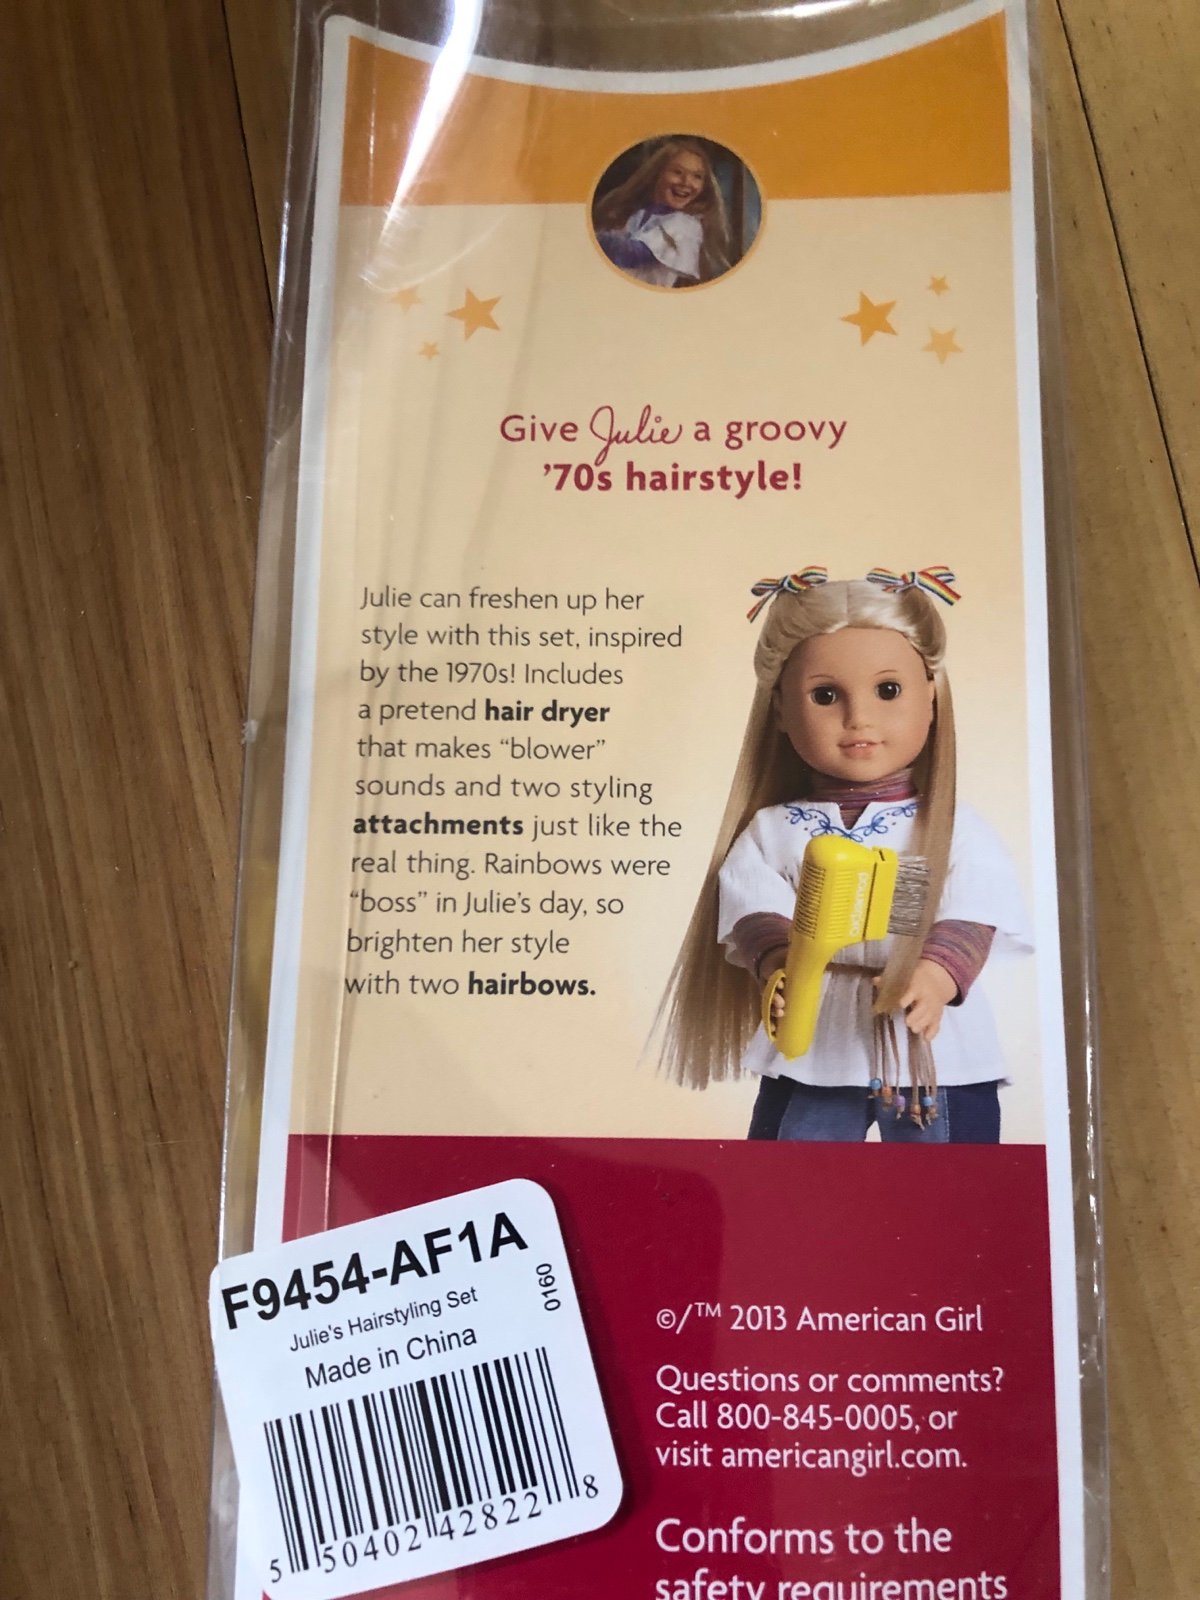 Give Julie a groovy
’70s hairstyle!
Julie can freshen up her
style with this set, inspired
by the 1970s! Includes
a pretend hair dryer
that makes “blower”
sounds and two styling
attachments just like the
real thing. Rainbows were
“boss” in Julie’s day, so
brighten her style
with two hairbows.
F9454-AF1A
0160
Julie's Hairstyling Set
Made in China
5 50402 42822 8
©/™ 2013 American Girl
Questions or comments?
Call 800-845-0005, or
visit americangirl.com.
Conforms to the
safety requirements